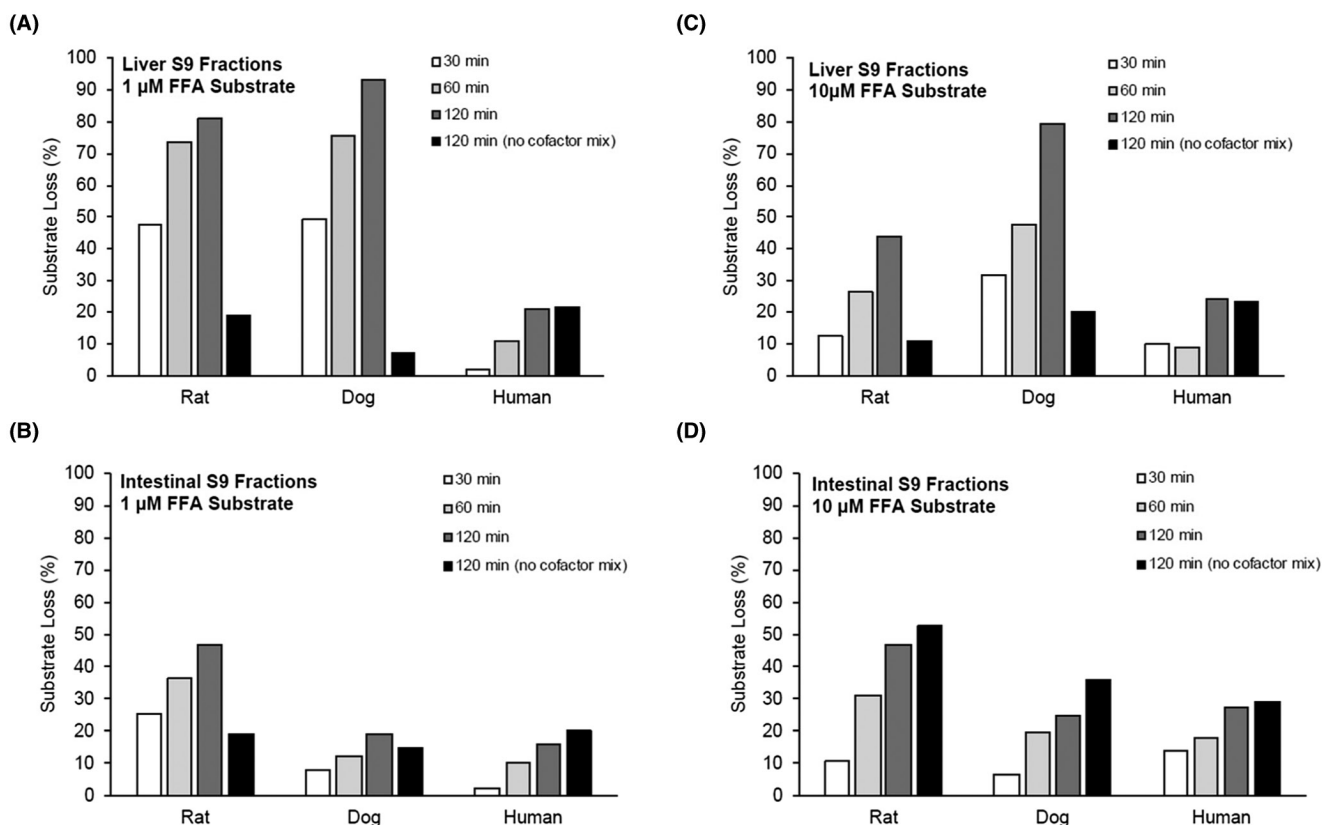 (A)
Liver S9 Fractions
1 µM FFA Substrate
30 min
60 min
120 min
120 min (no cofactor mix)
Substrate Loss (%)
100
90
80
70
60
50
40
30
20
10
0
Rat Dog Human
(B)
Intestinal S9 Fractions
1 µM FFA Substrate
30 min
60 min
120 min
120 min (no cofactor mix)
Substrate Loss (%)
100
90
80
70
60
50
40
30
20
10
0
Rat Dog Human
(C)
Liver S9 Fractions
10µM FFA Substrate
30 min
60 min
120 min
120 min (no cofactor mix)
Substrate Loss (%)
100
90
80
70
60
50
40
30
20
10
0
Rat Dog Human
(D)
Intestinal S9 Fractions
10 µM FFA Substrate
30 min
60 min
120 min
120 min (no cofactor mix)
Substrate Loss (%)
100
90
80
70
60
50
40
30
20
10
0
Rat Dog Human